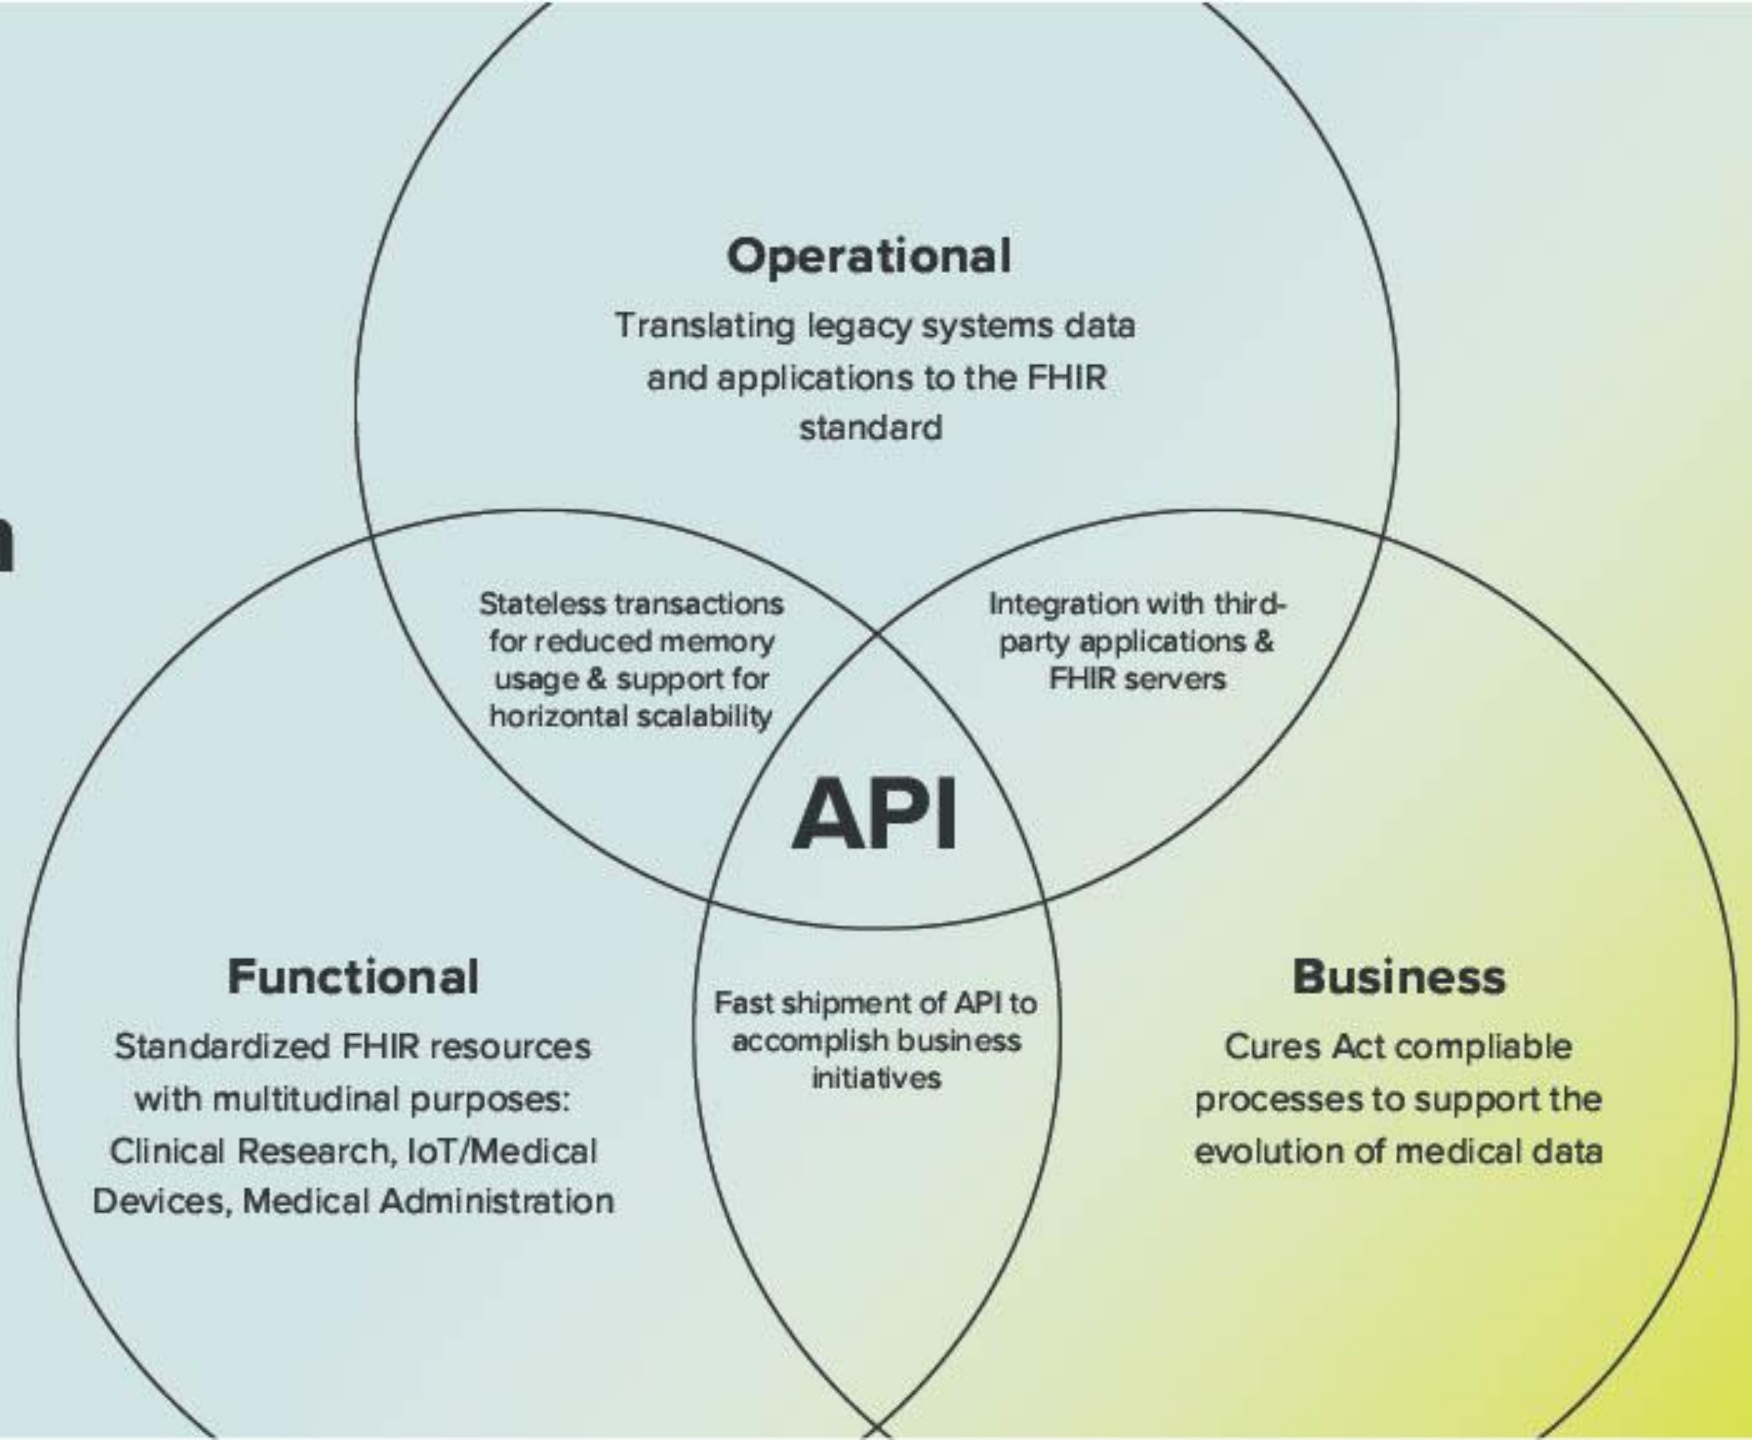 Operational
Translating legacy systems data
and applications to the FHIR
standard
Stateless transactions
for reduced memory
usage & support for
horizontal scalability
Integration with third-
party applications &
FHIR servers
API
Functional
Standardized FHIR resources
with multitudinal purposes:
Clinical Research, IoT/Medical
Devices, Medical Administration
Fast shipment of API to
accomplish business
initiatives
Business
Cures Act compliable
processes to support the
evolution of medical data